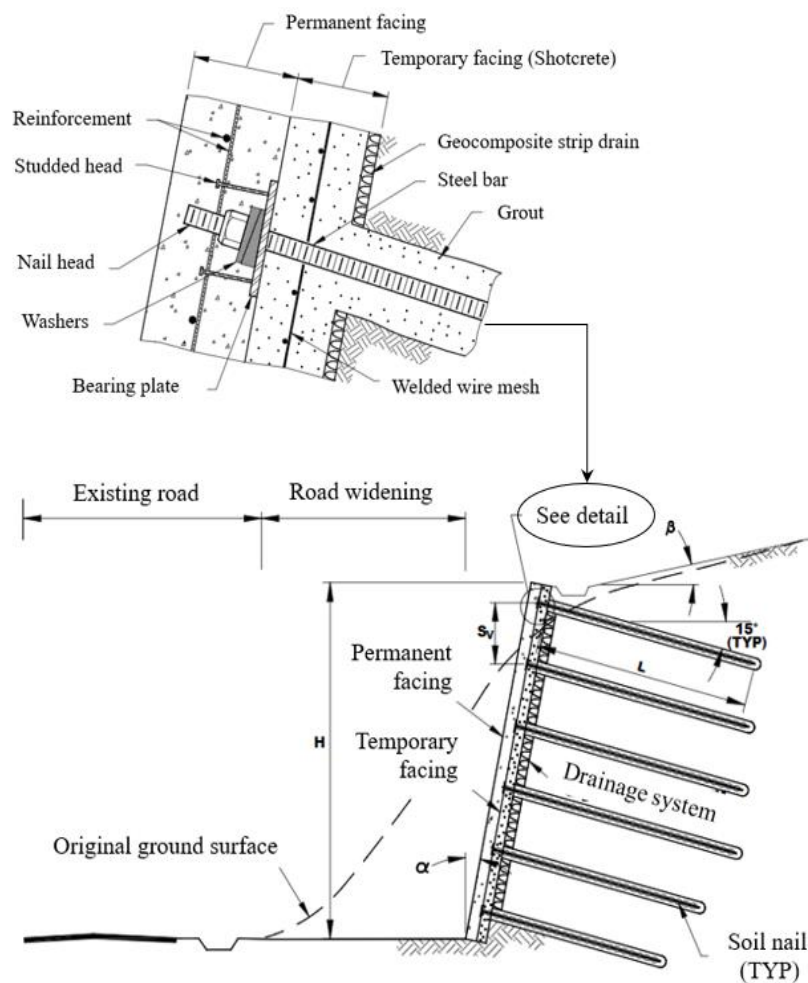 Permanent facing
Temporary facing (Shotcrete)
Reinforcement
Geocomposite strip drain
Studded head
Steel bar
Grout
Nail head
Washers
Bearing plate
Welded wire mesh
Existing road
Road widening
See detail
β
15°
(TYP)
Sv
L
Permanent
facing
H
Temporary
facing
Drainage system
Original ground surface
α
Soil nail
(TYP)